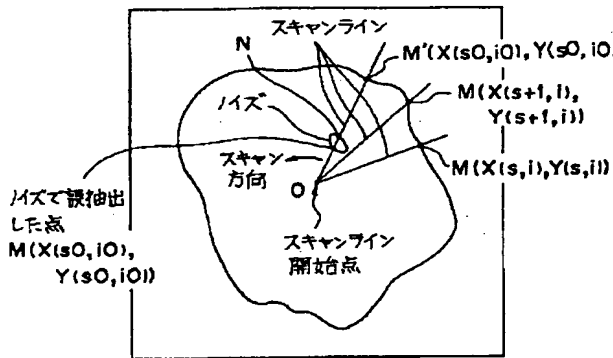 スキャンライン
N
M'(X(s0,i0), Y(s0,i0)
ノイズ
M(X(s+1,i),
Y(s+1,i))
スキャン
方向
M(X(s,i),Y(s,i))
O
ノイズで誤抽出
した点
M(X(s0,i0),
Y(s0,i0))
スキャンライン
開始点